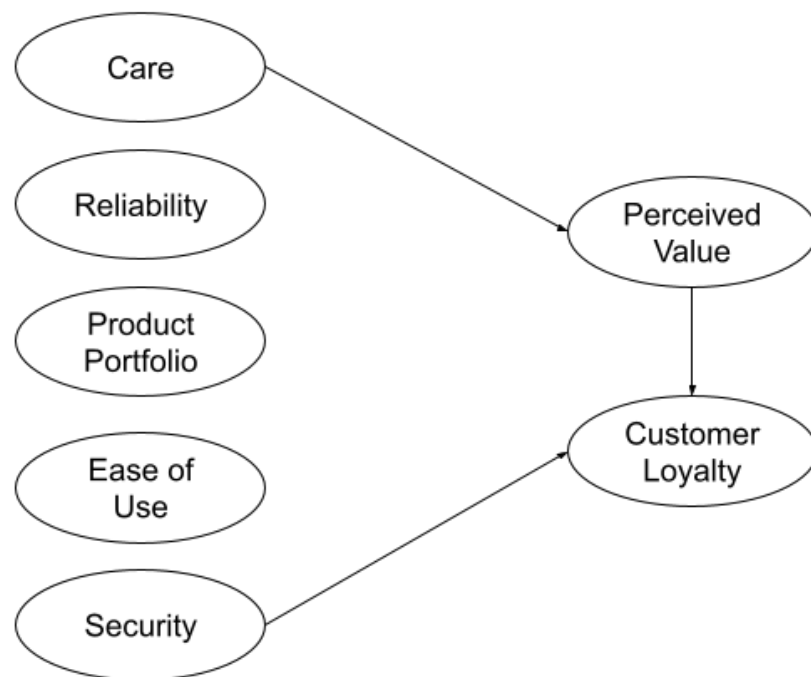 Care
Reliability
Product
Portfolio
Ease of
Use
Security
Perceived
Value
Customer
Loyalty